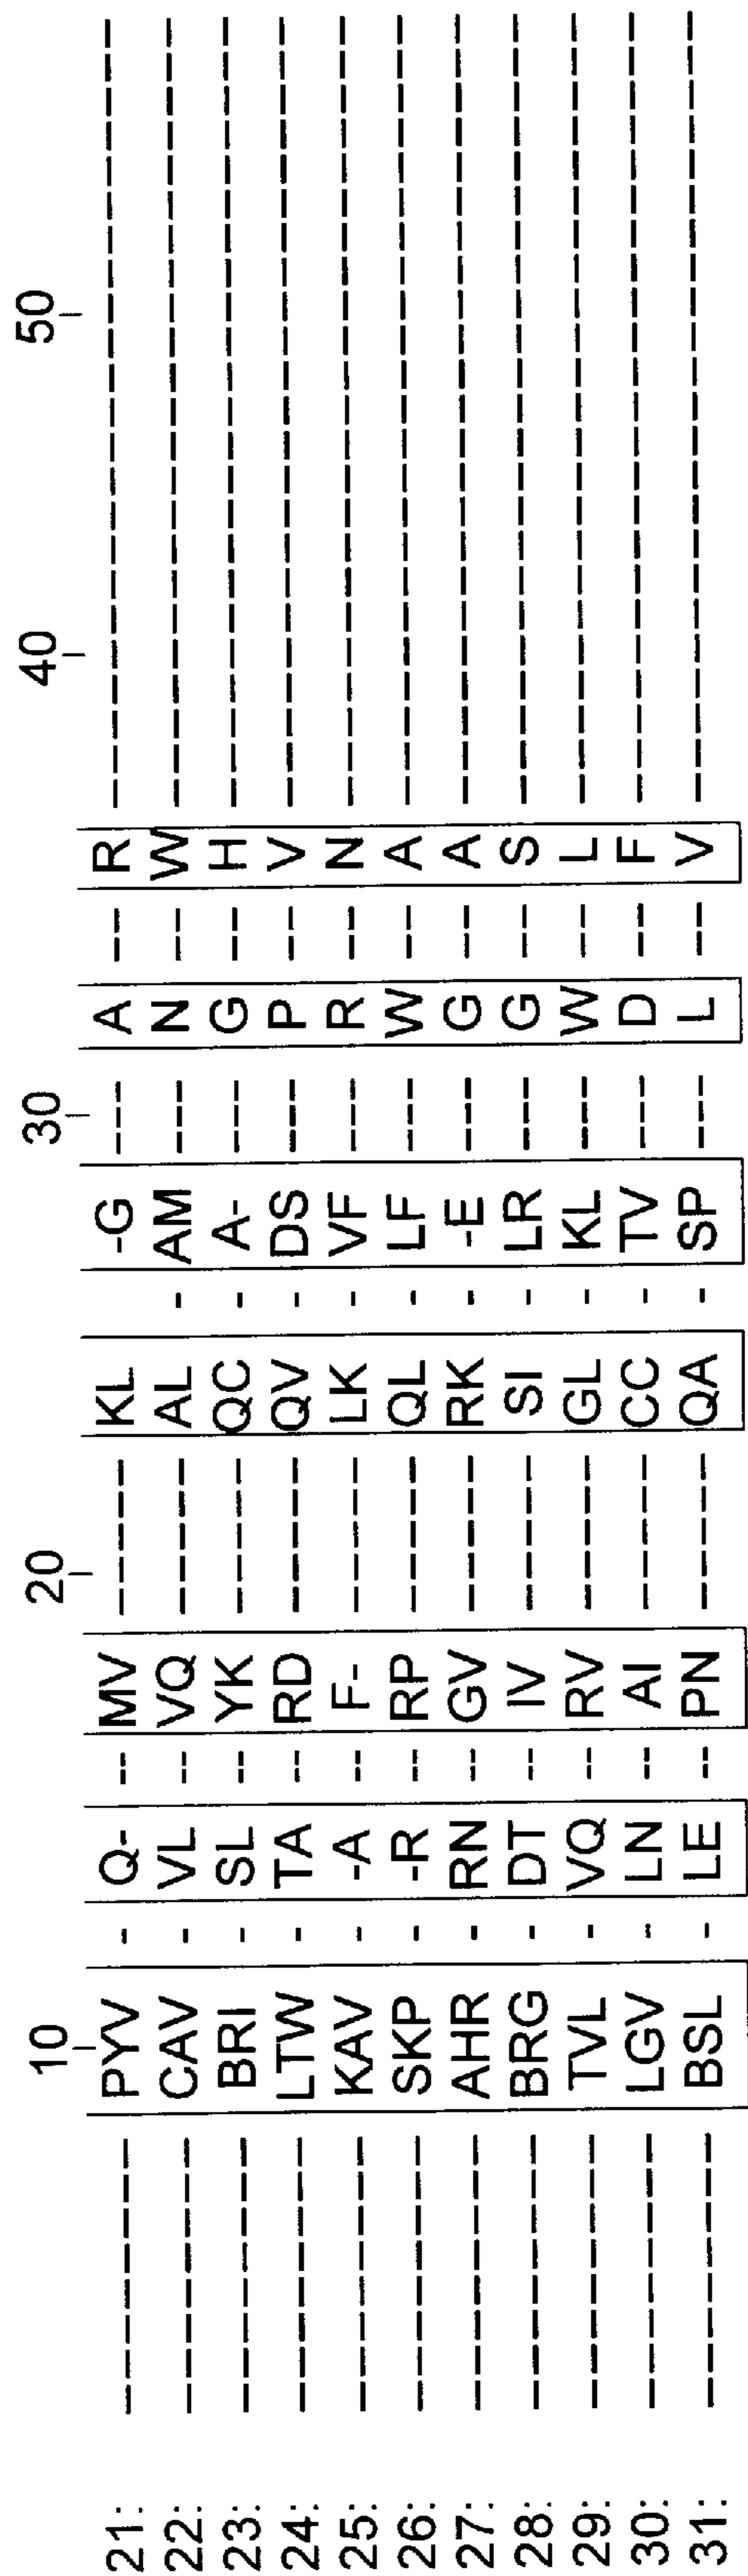 10 20 30 40 50
21: -------- PYV - Q- -- MV ----- KL -G --- A -- R -----------------------
22: -------- CAV - VL -- VQ ----- AL - AM --- N -- W -----------------------
23: -------- BRI - SL -- YK ----- QC - A- --- G -- H -----------------------
24: -------- LTW - TA -- RD ----- QV - DS --- P -- V -----------------------
25: -------- KAV - -A -- F- ----- LK - VF --- R -- N -----------------------
26: -------- SKP - -R -- RP ----- QL - LF --- W -- A -----------------------
27: -------- AHR - RN -- GV ----- RK - -E --- G -- A -----------------------
28: -------- BRG - DT -- IV ----- SI - LR --- G -- S -----------------------
29: -------- TVL - VQ -- RV ----- GL - KL --- W -- L -----------------------
30: -------- LGV - LN -- AI ----- CC - TV --- D -- F -----------------------
31: -------- BSL - LE -- PN ----- QA - SP --- L -- V -----------------------